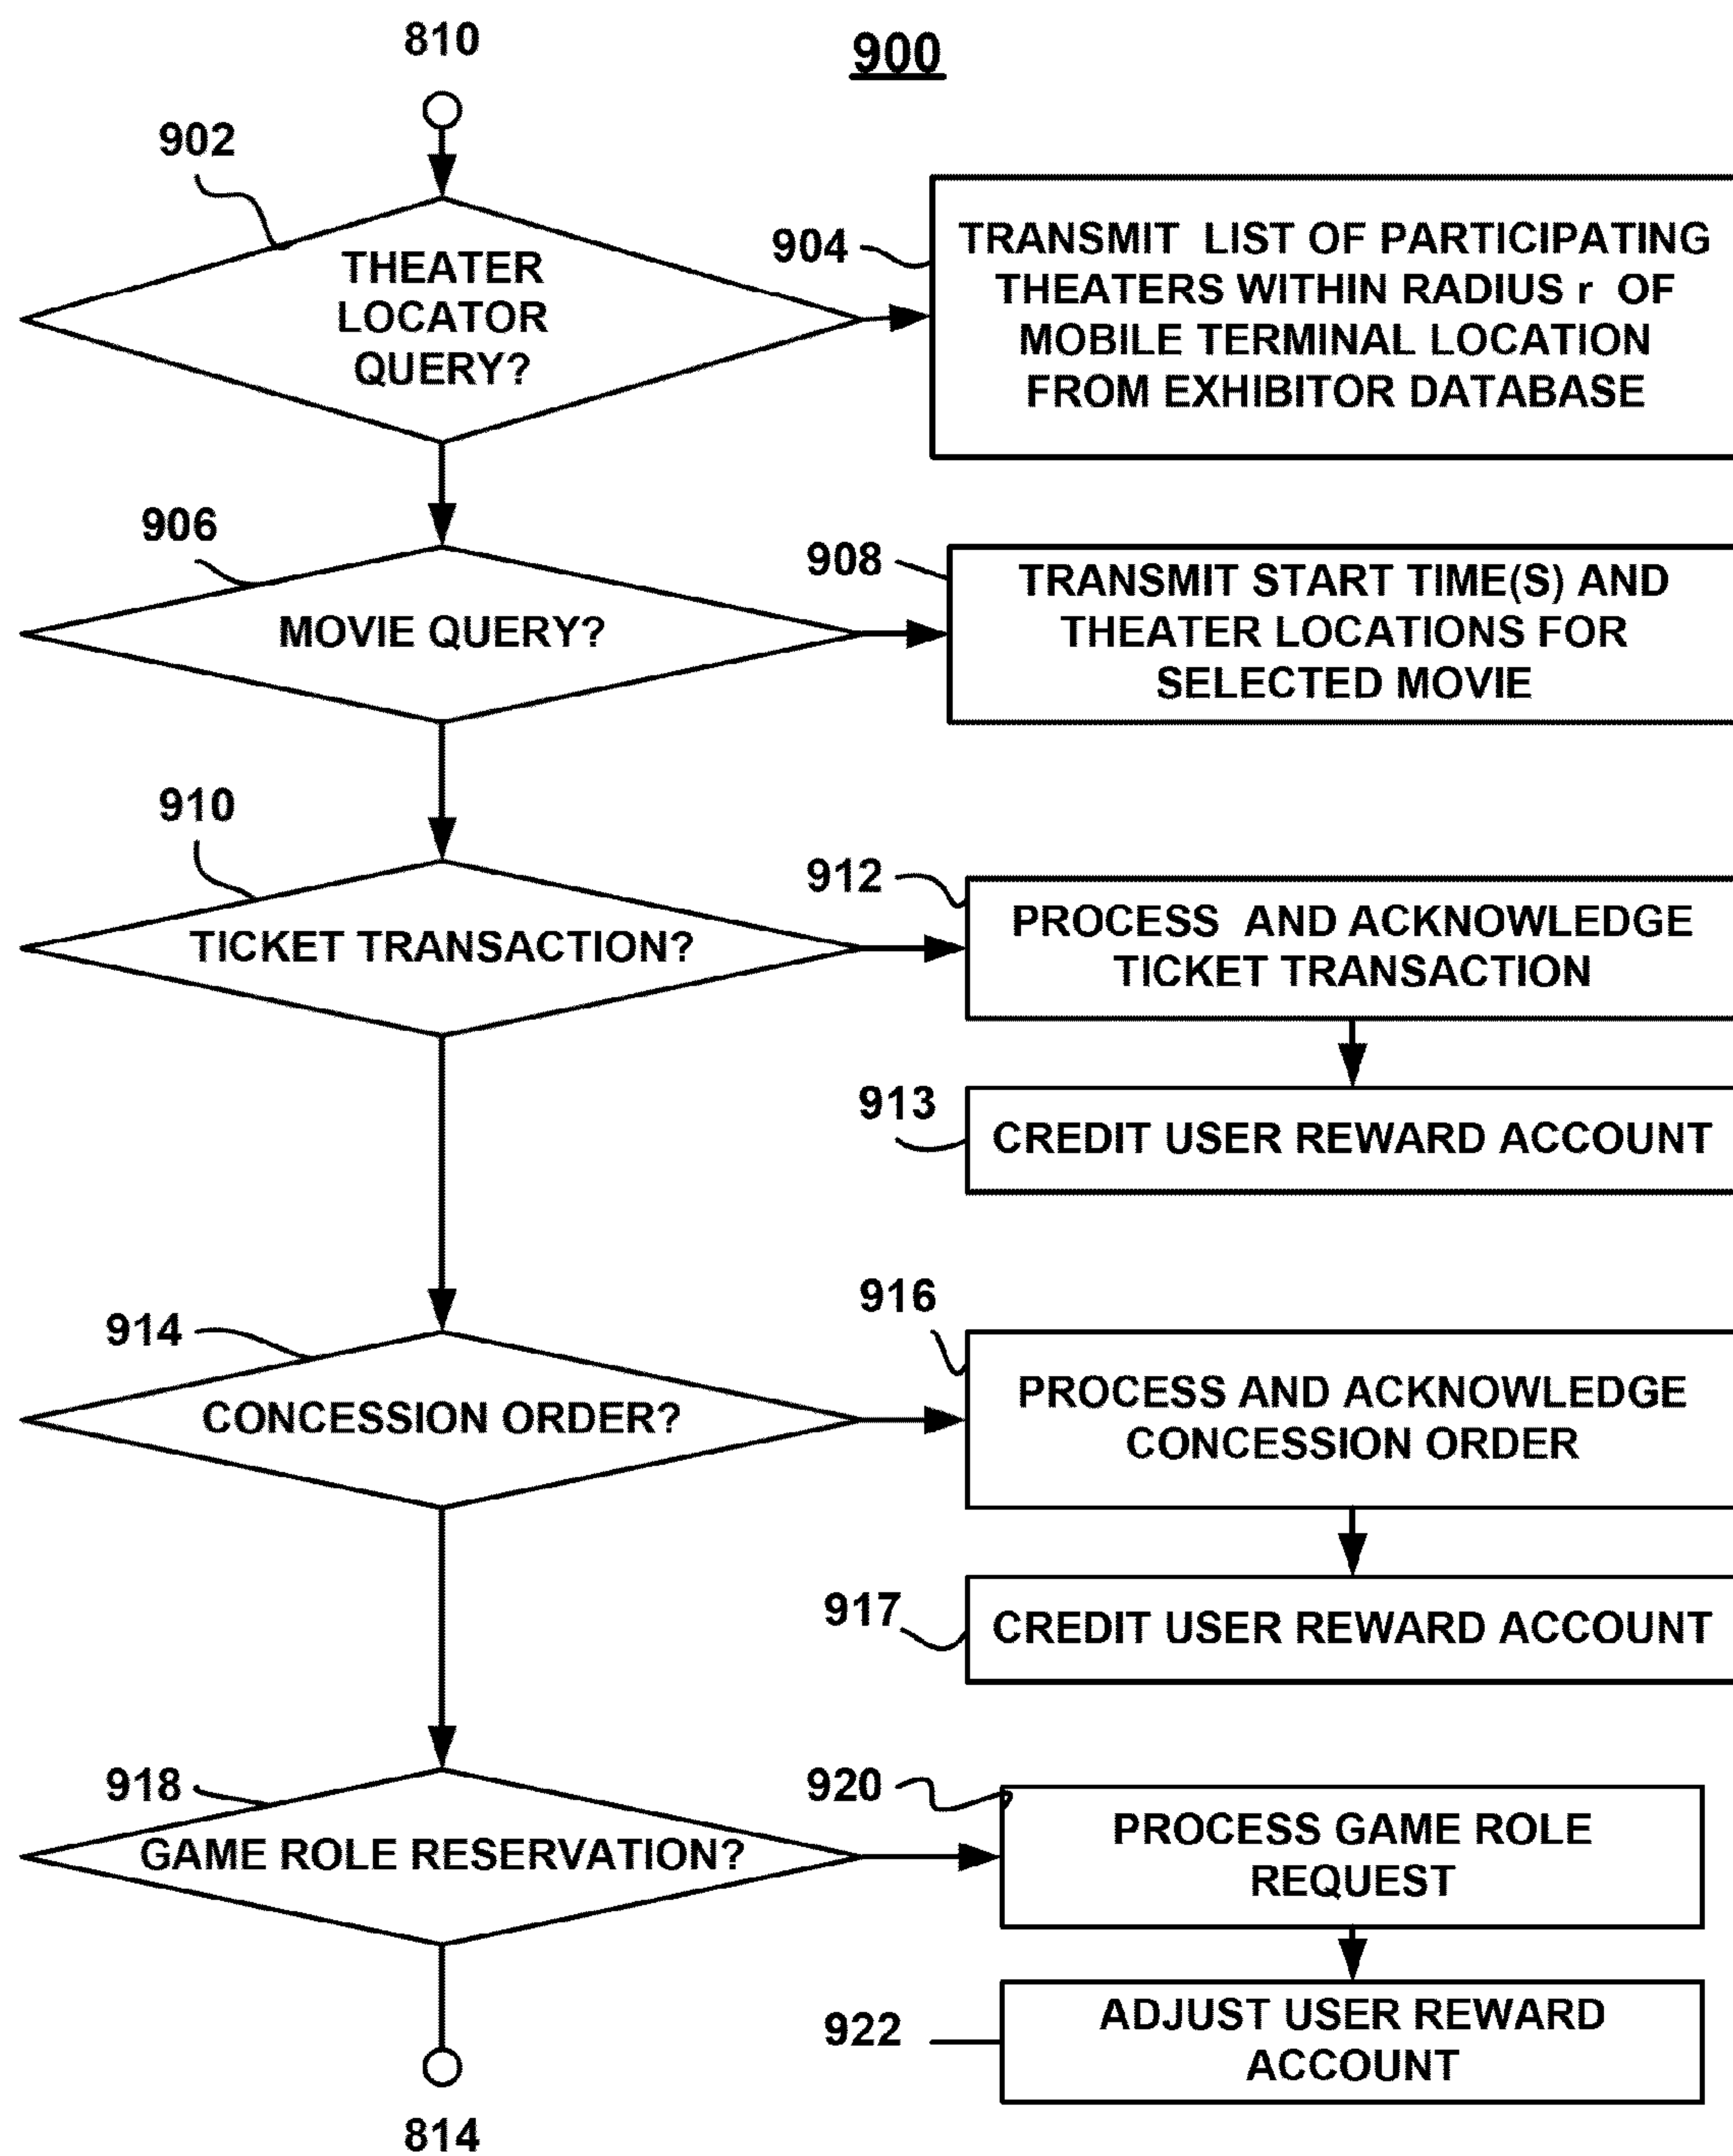 810
900
902
THEATER
LOCATOR
QUERY?
904
TRANSMIT LIST OF PARTICIPATING
THEATERS WITHIN RADIUS r OF
MOBILE TERMINAL LOCATION
FROM EXHIBITOR DATABASE
906
MOVIE QUERY?
908
TRANSMIT START TIME(S) AND
THEATER LOCATIONS FOR
SELECTED MOVIE
910
TICKET TRANSACTION?
912
PROCESS AND ACKNOWLEDGE
TICKET TRANSACTION
913
CREDIT USER REWARD ACCOUNT
914
CONCESSION ORDER?
916
PROCESS AND ACKNOWLEDGE
CONCESSION ORDER
917
CREDIT USER REWARD ACCOUNT
918
GAME ROLE RESERVATION?
920
PROCESS GAME ROLE
REQUEST
922
ADJUST USER REWARD
ACCOUNT
814